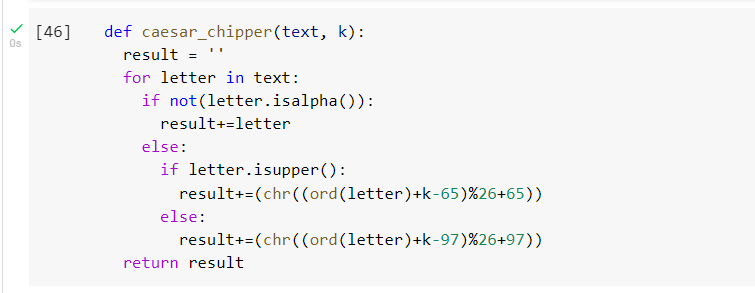 [46] def caesar_chipper(text, k):
0s result = ''
for letter in text:
if not(letter.isalpha()):
result+=letter
else:
if letter.isupper():
result+=(chr((ord(letter)+k-65)%26+65))
else:
result+=(chr((ord(letter)+k-97)%26+97))
return result